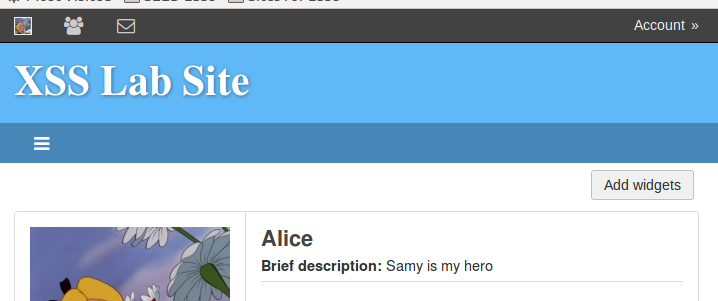 Account »
XSS Lab Site
Add widgets
Alice
Brief description: Samy is my hero